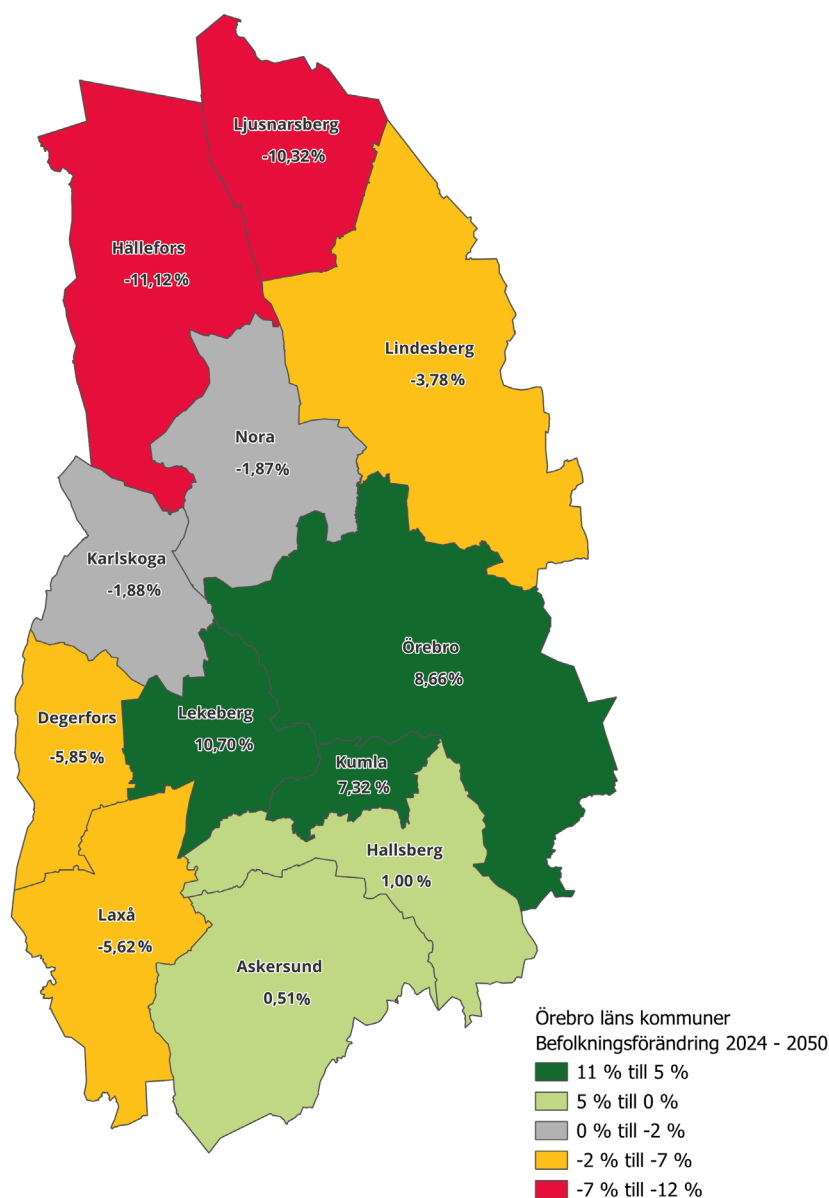 Ljusnarsberg
-10,32%
Hällefors
-11,12%
Lindesberg
-3,78%
Nora
-1,87%
Karlskoga
-1,88%
Örebro
8,66%
Lekeberg
10,70 %
Degerfors
-5,85 %
Kumla
7,32 %
Hallsberg
1,00 %
Laxå
-5,62 %
Askersund
0,51%
Örebro läns kommuner
Befolkningsförändring 2024 - 2050
11 % till 5 %
5 % till 0 %
0 % till -2 %
-2 % till -7 %
-7 % till -12 %